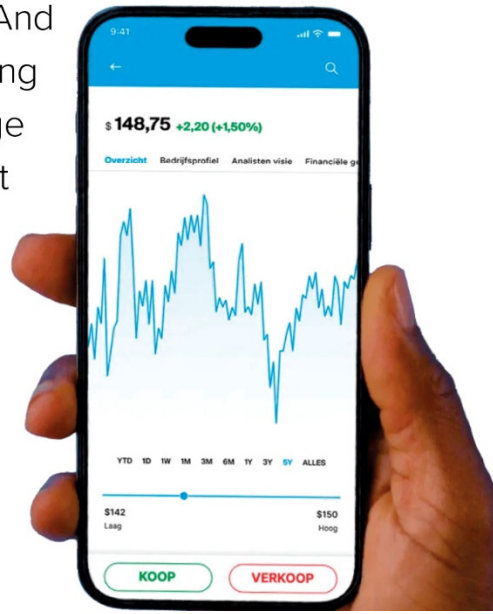 And
ng
ge
t
9:41
$ 148,75 +2,20 (+1,50%)
Overzicht Bedrijfsprofiel Analisten visie Financiële g
YTD 1D 1W 1M 3M 6M 1Y 3Y 5Y ALLES
$142 $150
Laag Hoog
KOOP VERKOOP